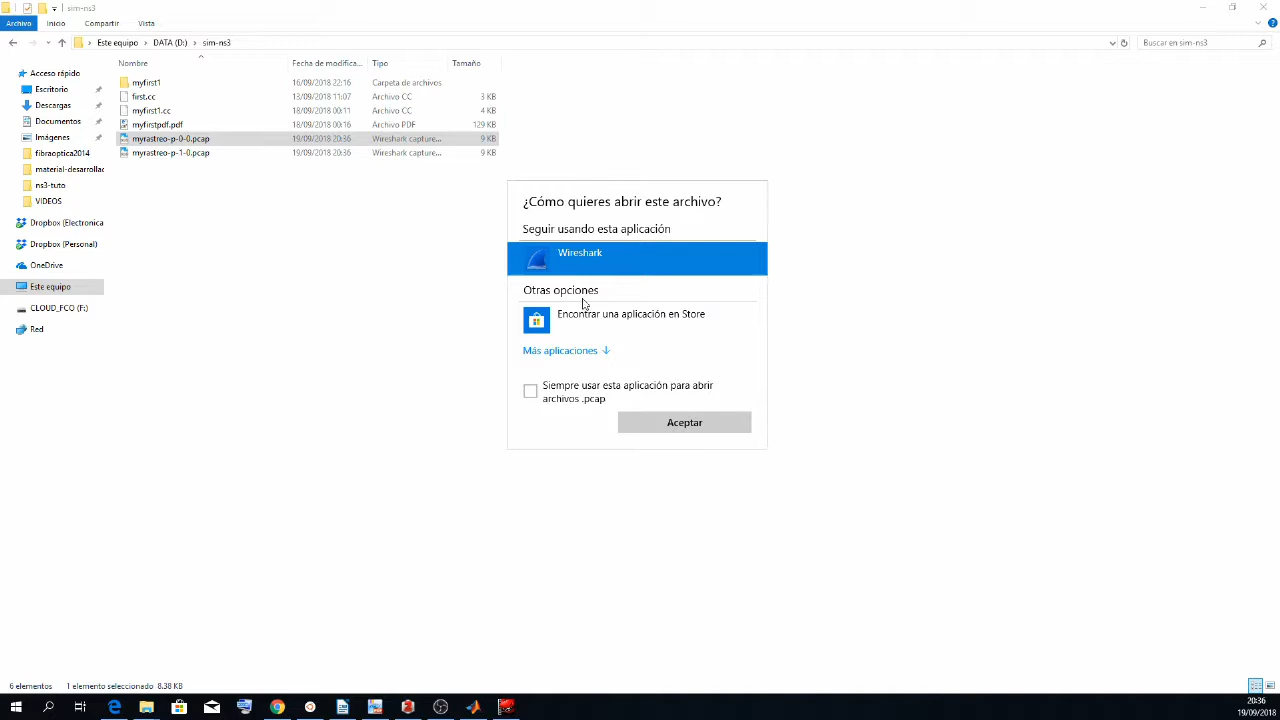 sim-ns3
Archivo Inicio Compartir Vista
Este equipo DATA (D:) sim-ns3
Buscar en sim-ns3
Nombre Fecha de modifica... Tipo Tamaño
Acceso rápido
Escritorio
Descargas
Documentos
Imágenes
fibraoptica2014
material-desarrollac
ns3-tuto
VIDEOS
Dropbox (Electronica
Dropbox (Personal)
OneDrive
Este equipo
CLOUD_FCO (F:)
Red
myfirst1 16/09/2018 22:16 Carpeta de archivos
first.cc 13/09/2018 11:07 Archivo CC 3 KB
myfirst1.cc 18/09/2018 00:11 Archivo CC 4 KB
myfirstpdf.pdf 18/09/2018 00:16 Archivo PDF 129 KB
myrastreo-p-0-0.pcap 19/09/2018 20:36 Wireshark capture... 9 KB
myrastreo-p-1-0.pcap 19/09/2018 20:36 Wireshark capture... 9 KB
¿Cómo quieres abrir este archivo?
Seguir usando esta aplicación
Wireshark
Otras opciones
Encontrar una aplicación en Store
Más aplicaciones
Siempre usar esta aplicación para abrir
archivos .pcap
Aceptar
6 elementos 1 elemento seleccionado 8.38 KB
20:36
19/09/2018